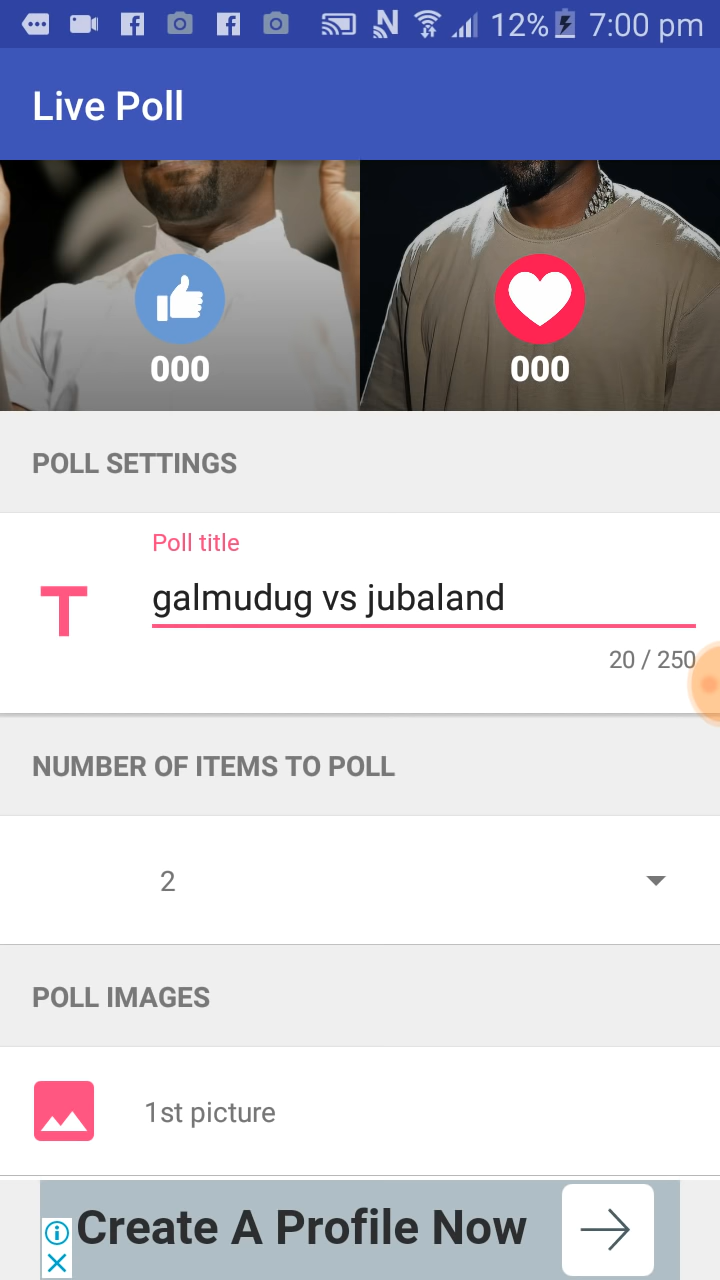 12% 7:00 pm
Live Poll
000 000
POLL SETTINGS
Poll title
galmudug vs jubaland
20 / 250
NUMBER OF ITEMS TO POLL
2
POLL IMAGES
1st picture
Create A Profile Now